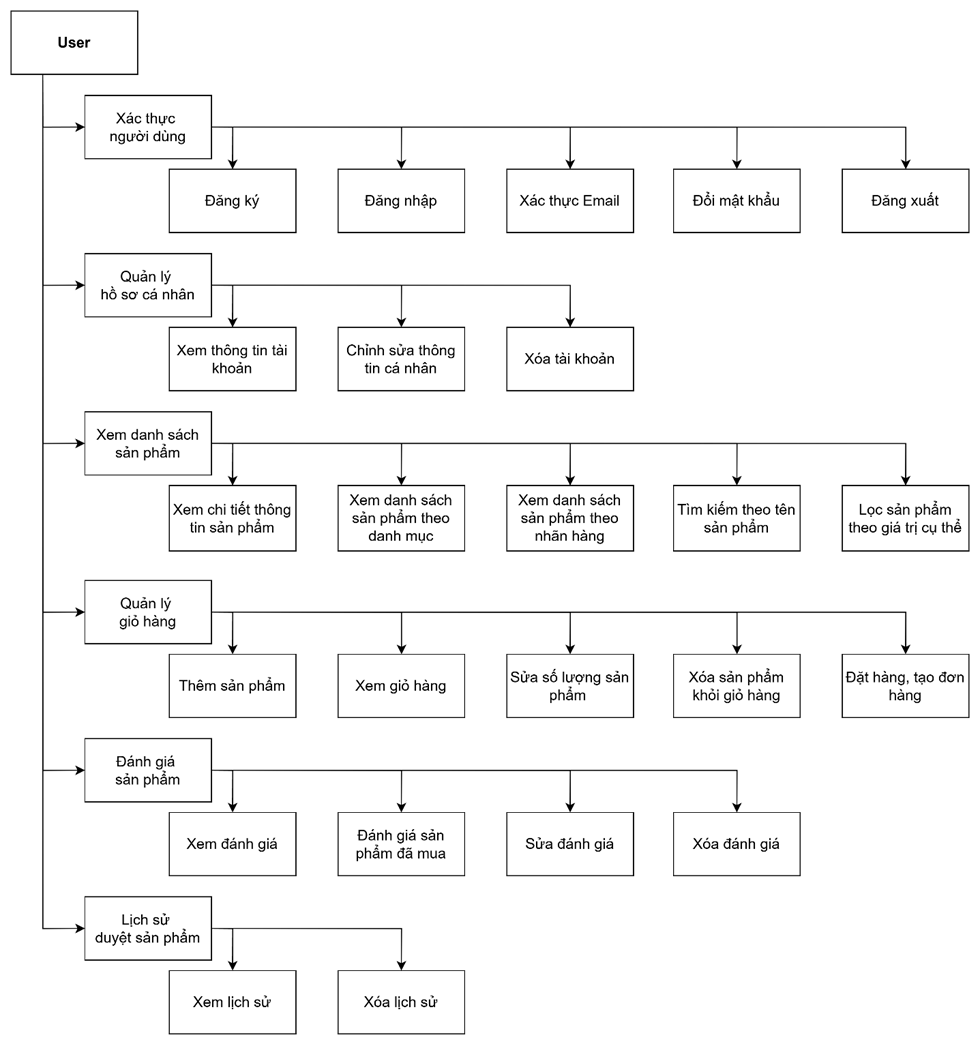 User
Xác thực
người dùng
Đăng ký
Đăng nhập
Xác thực Email
Đổi mật khẩu
Đăng xuất
Quản lý
hồ sơ cá nhân
Xem thông tin tài
khoản
Chỉnh sửa thông
tin cá nhân
Xóa tài khoản
Xem danh sách
sản phẩm
Xem chi tiết thông
tin sản phẩm
Xem danh sách
sản phẩm theo
danh mục
Xem danh sách
sản phẩm theo
nhãn hàng
Tìm kiếm theo tên
sản phẩm
Lọc sản phẩm
theo giá trị cụ thể
Quản lý
giỏ hàng
Thêm sản phẩm
Xem giỏ hàng
Sửa số lượng sản
phẩm
Xóa sản phẩm
khỏi giỏ hàng
Đặt hàng, tạo đơn
hàng
Đánh giá
sản phẩm
Xem đánh giá
Đánh giá sản
phẩm đã mua
Sửa đánh giá
Xóa đánh giá
Lịch sử
duyệt sản phẩm
Xem lịch sử
Xóa lịch sử